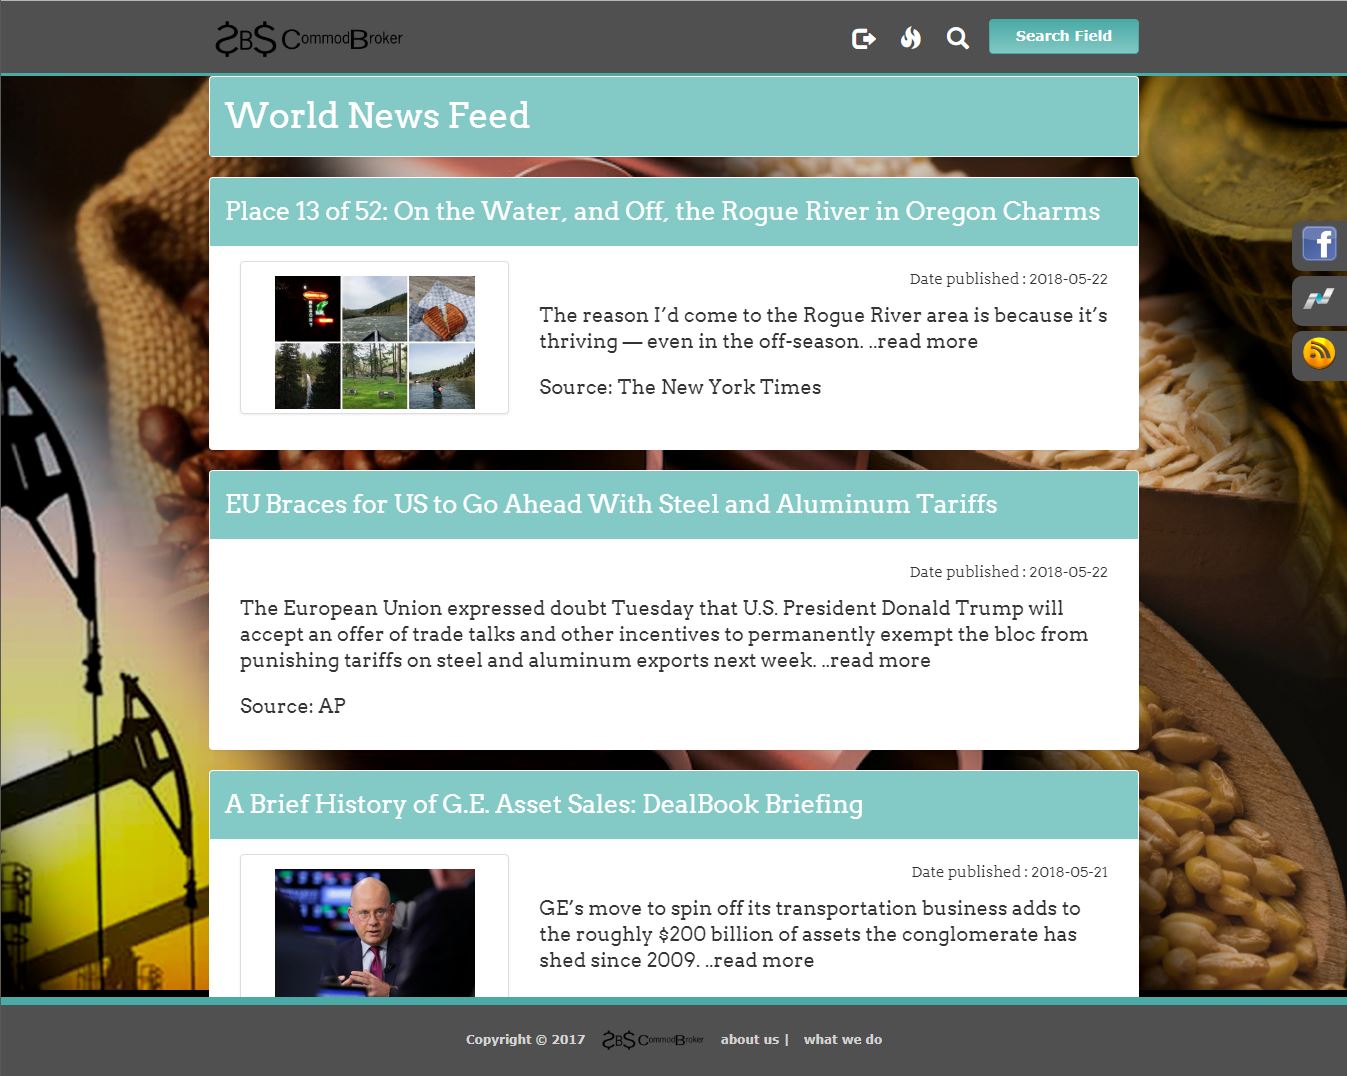 $B$ CommodBroker
Search Field
World News Feed
Place 13 of 52: On the Water, and Off, the Rogue River in Oregon Charms
Date published : 2018-05-22
The reason I’d come to the Rogue River area is because it’s
thriving — even in the off-season. ..read more
Source: The New York Times
EU Braces for US to Go Ahead With Steel and Aluminum Tariffs
Date published : 2018-05-22
The European Union expressed doubt Tuesday that U.S. President Donald Trump will
accept an offer of trade talks and other incentives to permanently exempt the bloc from
punishing tariffs on steel and aluminum exports next week. ..read more
Source: AP
A Brief History of G.E. Asset Sales: DealBook Briefing
Date published : 2018-05-21
GE’s move to spin off its transportation business adds to
the roughly $200 billion of assets the conglomerate has
shed since 2009. ..read more
Copyright © 2017 $B$ CommodBroker about us | what we do